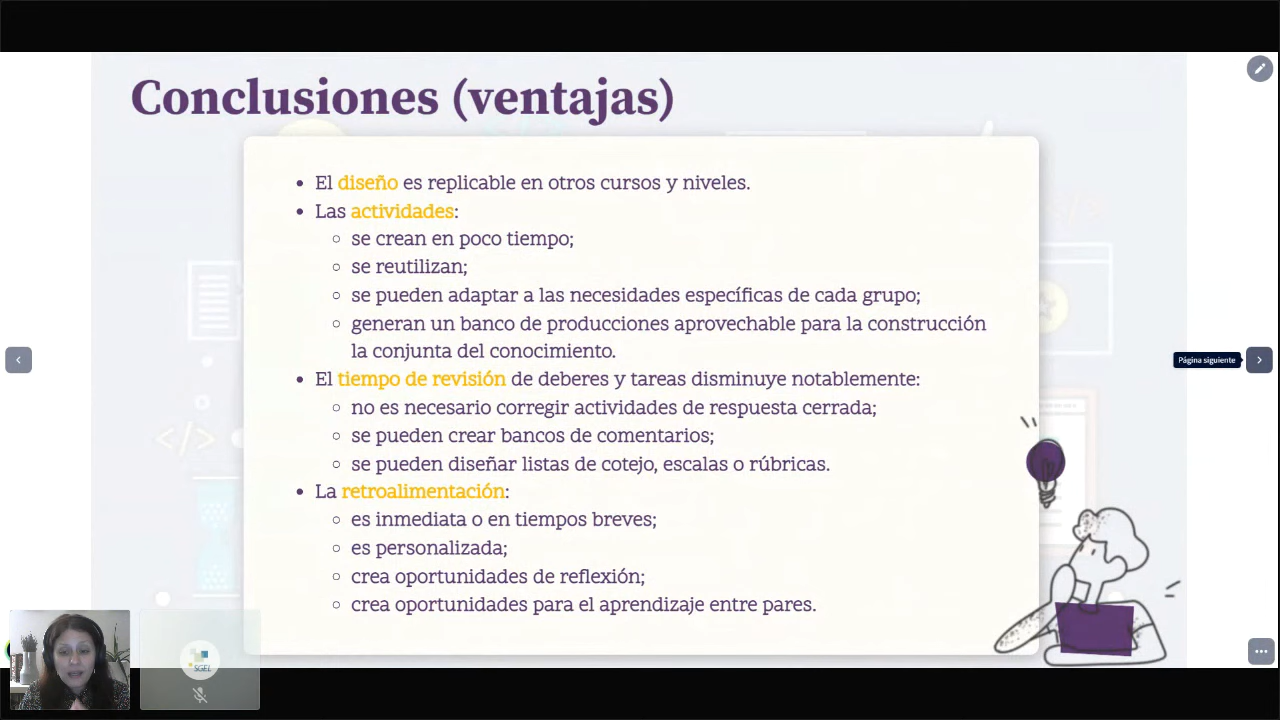 Conclusiones (ventajas)
El diseño es replicable en otros cursos y niveles.
Las actividades:
se crean en poco tiempo;
se reutilizan;
se pueden adaptar a las necesidades específicas de cada grupo;
generan un banco de producciones aprovechable para la construcción
la conjunta del conocimiento.
El tiempo de revisión de deberes y tareas disminuye notablemente:
no es necesario corregir actividades de respuesta cerrada;
se pueden crear bancos de comentarios;
se pueden diseñar listas de cotejo, escalas o rúbricas.
La retroalimentación:
es inmediata o en tiempos breves;
es personalizada;
crea oportunidades de reflexión;
crea oportunidades para el aprendizaje entre pares.
Página siguiente
SGEL